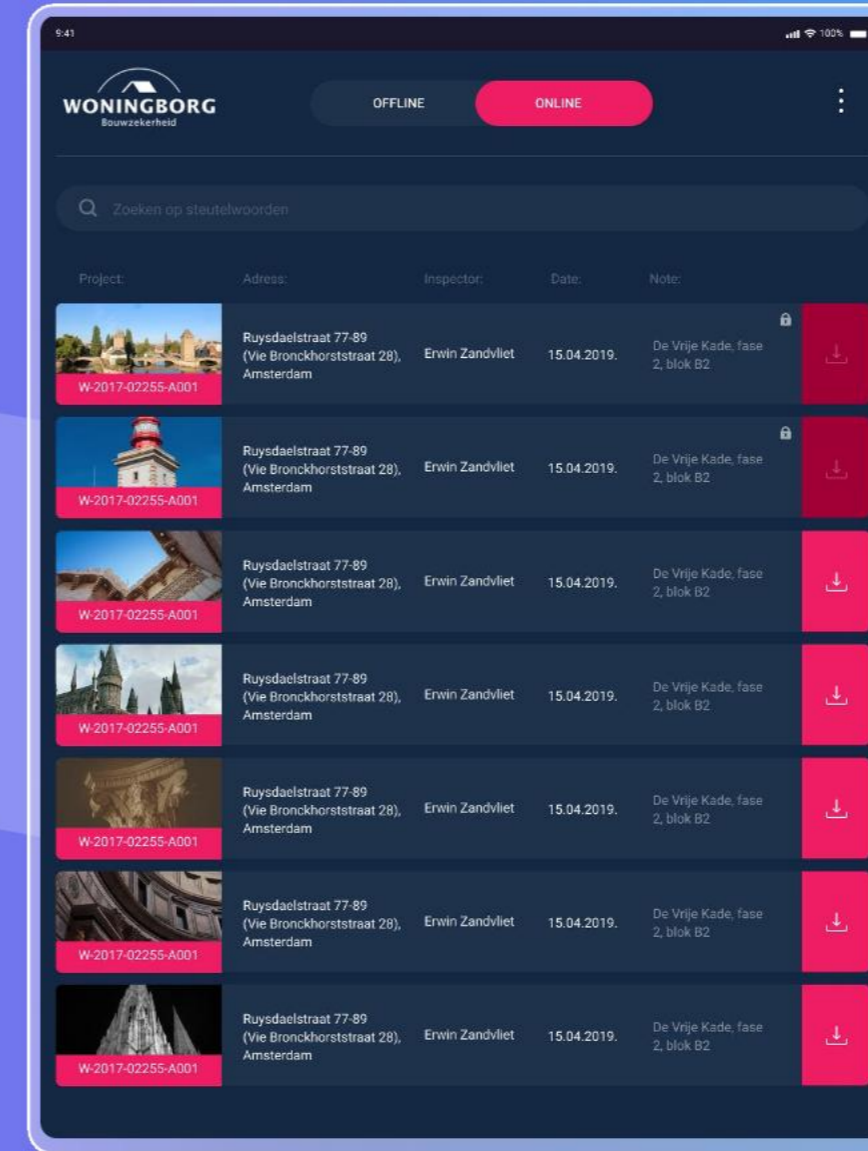 9:41
100%
WONINGBORG
Bouwzekerheid
OFFLINE
ONLINE
Zoeken op steutelwoorden
Project: Adress: Inspector: Date: Note:
W-2017-02255-A001
Ruysdaelstraat 77-89
(Vie Bronckhorststraat 28),
Amsterdam
Erwin Zandvliet
15.04.2019.
De Vrije Kade, fase
2, blok B2
W-2017-02255-A001
Ruysdaelstraat 77-89
(Vie Bronckhorststraat 28),
Amsterdam
Erwin Zandvliet
15.04.2019.
De Vrije Kade, fase
2, blok B2
W-2017-02255-A001
Ruysdaelstraat 77-89
(Vie Bronckhorststraat 28),
Amsterdam
Erwin Zandvliet
15.04.2019.
De Vrije Kade, fase
2, blok B2
W-2017-02255-A001
Ruysdaelstraat 77-89
(Vie Bronckhorststraat 28),
Amsterdam
Erwin Zandvliet
15.04.2019.
De Vrije Kade, fase
2, blok B2
W-2017-02255-A001
Ruysdaelstraat 77-89
(Vie Bronckhorststraat 28),
Amsterdam
Erwin Zandvliet
15.04.2019.
De Vrije Kade, fase
2, blok B2
W-2017-02255-A001
Ruysdaelstraat 77-89
(Vie Bronckhorststraat 28),
Amsterdam
Erwin Zandvliet
15.04.2019.
De Vrije Kade, fase
2, blok B2
W-2017-02255-A001
Ruysdaelstraat 77-89
(Vie Bronckhorststraat 28),
Amsterdam
Erwin Zandvliet
15.04.2019.
De Vrije Kade, fase
2, blok B2